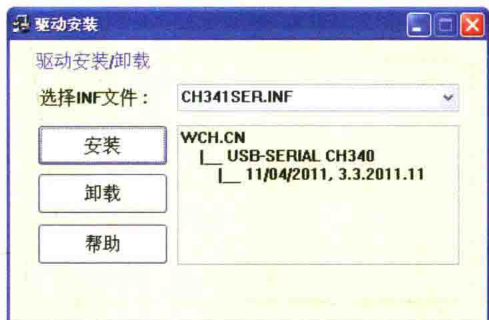 驱动安装
驱动安装/卸载
选择INF文件：
CH341SER.INF
安装
WCH.CN
|__ USB-SERIAL CH340
|__ 11/04/2011, 3.3.2011.11
卸载
帮助